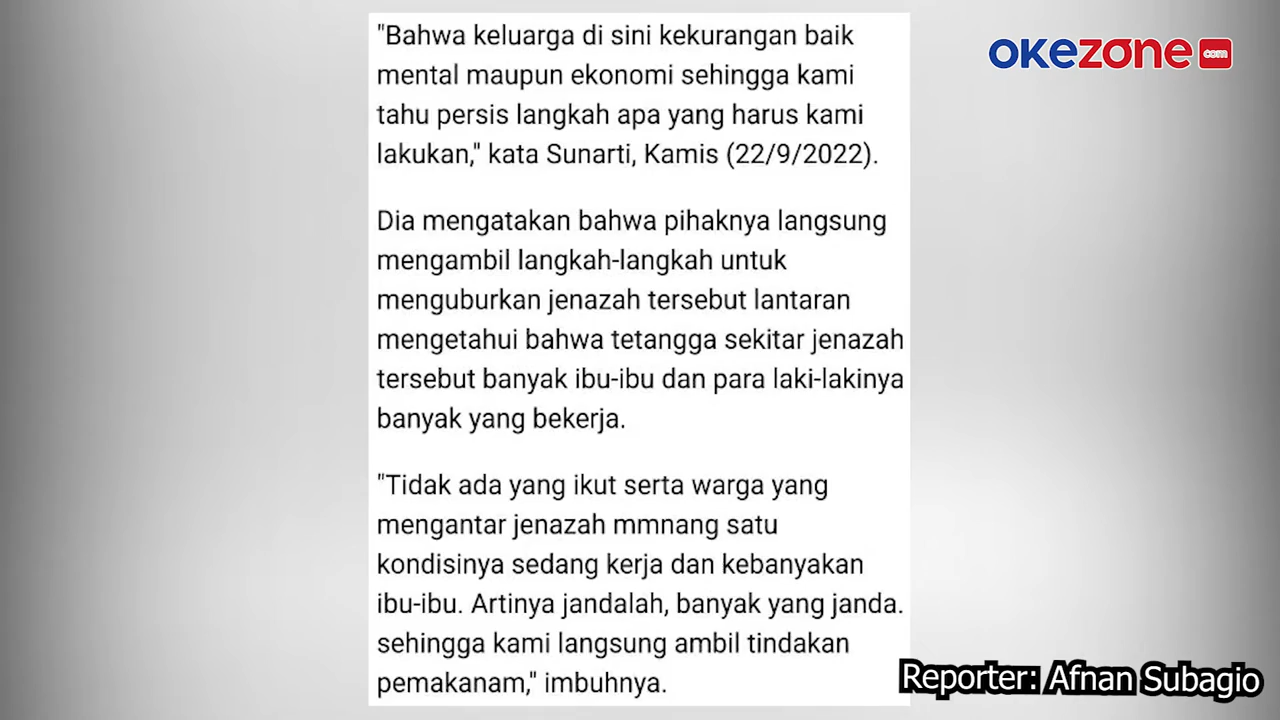 "Bahwa keluarga di sini kekurangan baik
mental maupun ekonomi sehingga kami
tahu persis langkah apa yang harus kami
lakukan," kata Sunarti, Kamis (22/9/2022).
Dia mengatakan bahwa pihaknya langsung
mengambil langkah-langkah untuk
menguburkan jenazah tersebut lantaran
mengetahui bahwa tetangga sekitar jenazah
tersebut banyak ibu-ibu dan para laki-lakinya
banyak yang bekerja.
"Tidak ada yang ikut serta warga yang
mengantar jenazah mmnang satu
kondisinya sedang kerja dan kebanyakan
ibu-ibu. Artinya jandalah, banyak yang janda.
sehingga kami langsung ambil tindakan
pemakanam," imbuhnya.
OKEZONE.com
Reporter: Afnan Subagio